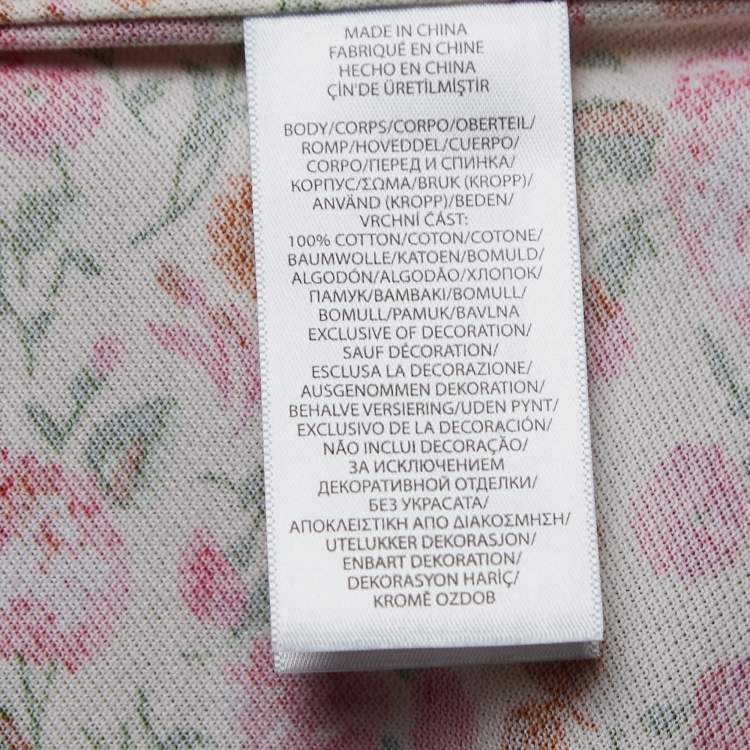 MADE IN CHINA
FABRIQUÉ EN CHINE
HECHO EN CHINA
ÇİN'DE ÜRETİLMİŞTİR
BODY/CORPS/CORPO/OBERTEIL/
ROMP/HOVEDDEL/CUERPO/
CORPO/ПЕРЕД И СПИНКА/
КОРПУС/ΣΩΜΑ/BRUK (KROPP)/
ANVÄND (KROPP)/BEDEN/
VRCHNÍ ČÁST:
100% COTTON/COTON/COTONE/
BAUMWOLLE/KATOEN/BOMULD/
ALGODÓN/ALGODÃO/ХЛОПОК/
ПАМУК/ΒΑΜΒΑΚΙ/BOMULL/
BOMULL/PAMUK/BAVLNA
EXCLUSIVE OF DECORATION/
SAUF DÉCORATION/
ESCLUSA LA DECORAZIONE/
AUSGENOMMEN DEKORATION/
BEHALVE VERSIERING/UDEN PYNT/
EXCLUSIVO DE LA DECORACIÓN/
NÃO INCLUI DECORAÇÃO/
ЗА ИСКЛЮЧЕНИЕМ
ДЕКОРАТИВНОЙ ОТДЕЛКИ/
БЕЗ УКРАСАТА/
ΑΠΟΚΛΕΙΣΤΙΚΗ ΑΠΟ ΔΙΑΚΟΣΜΗΣΗ/
UTELUKKER DEKORASJON/
ENBART DEKORATION/
DEKORASYON HARİÇ/
KROMĚ OZDOB